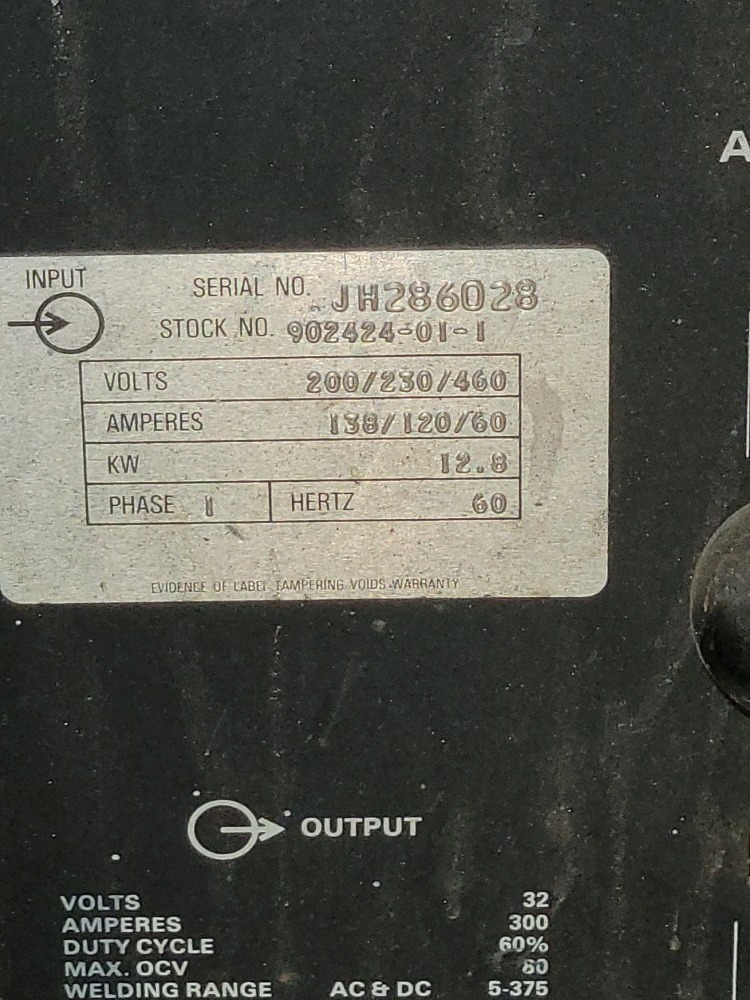 A
INPUT
SERIAL NO. JH286028
STOCK NO. 902424-01-1
VOLTS 200/230/460
AMPERES 138/120/60
KW 12.8
PHASE 1 HERTZ 60
EVIDENCE OF LABEL TAMPERING VOIDS WARRANTY
OUTPUT
VOLTS 32
AMPERES 300
DUTY CYCLE 60%
MAX. OCV 80
WELDING RANGE AC & DC 5-375